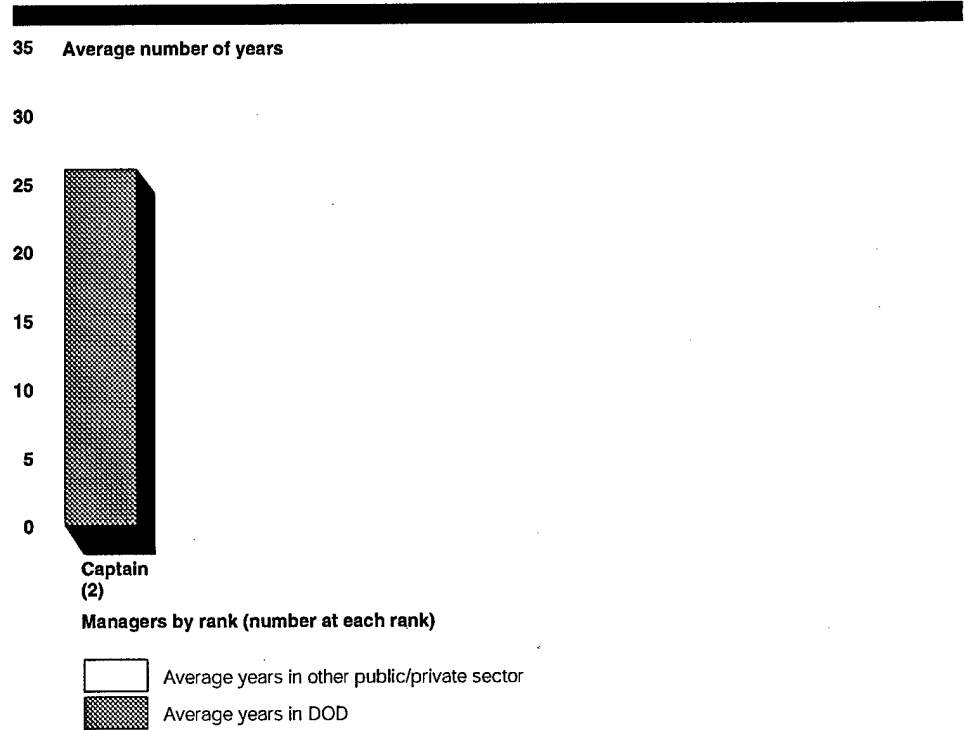 35 Average number of years
30
25
20
15
10
5
0
Captain
(2)
Managers by rank (number at each rank)
Average years in other public/private sector
Average years in DOD